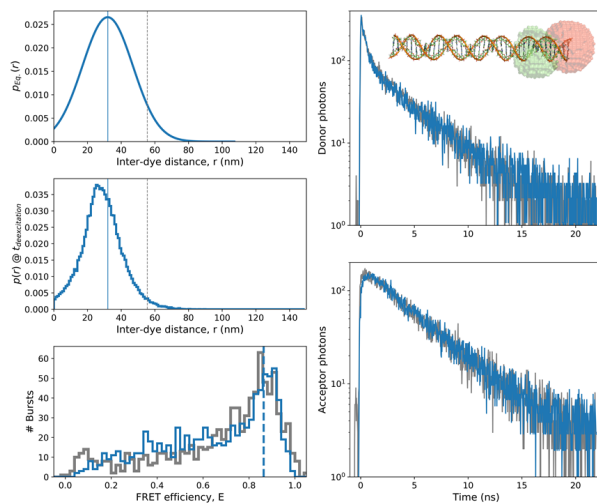 0.025
0.020
0.015
0.010
0.005
0.000
p_Eq.(r)
0 20 40 60 80 100 120 140
Inter-dye distance, r (nm)
0.035
0.030
0.025
0.020
0.015
0.010
0.005
0.000
p(r) @ t_deexcitation
0 20 40 60 80 100 120 140
Inter-dye distance, r (nm)
60
50
40
30
20
10
0
# Bursts
0.0 0.2 0.4 0.6 0.8 1.0
FRET efficiency, E
10²
10¹
10⁰
Donor photons
0 5 10 15 20
10²
10¹
10⁰
Acceptor photons
0 5 10 15 20
Time (ns)